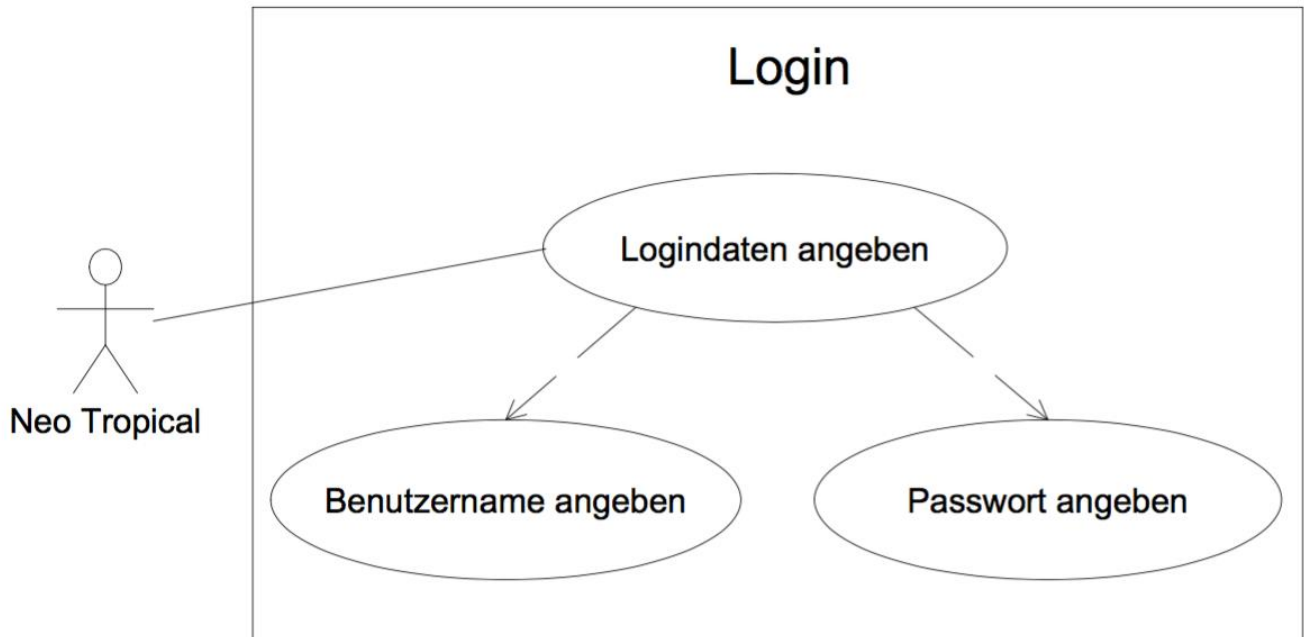 Login
Logindaten angeben
Neo Tropical
Benutzername angeben
Passwort angeben